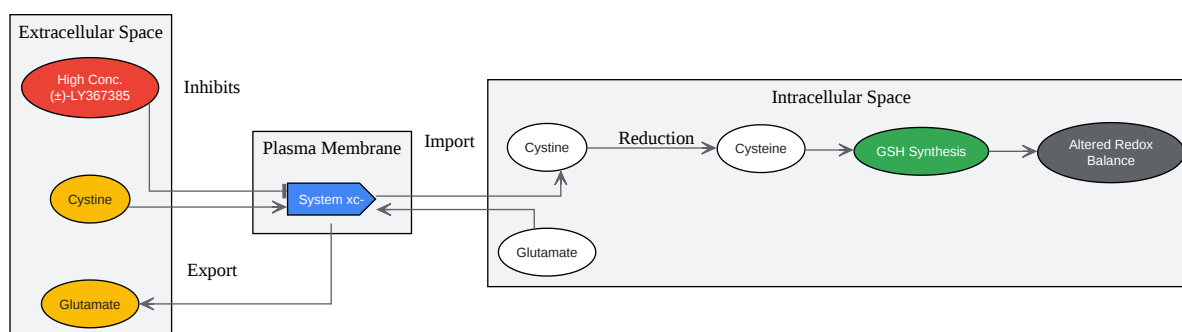 Extracellular Space
High Conc.
(±)-LY367385
Inhibits
Cystine
Glutamate
Export
Plasma Membrane
System xc-
Import
Intracellular Space
Cystine
Reduction
Cysteine
GSH Synthesis
Altered Redox
Balance
Glutamate